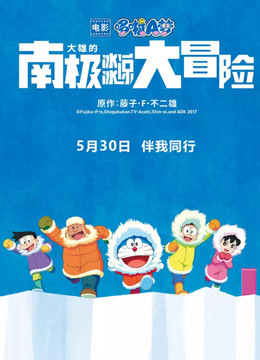 电影 哆啦A梦
大雄的
南极冰冰凉大冒险
原作：藤子·F·不二雄
©Fujiko-Pro,Shogakukan,TV-Asahi,Shin-ei,and ADK 2017
5月30日 伴我同行